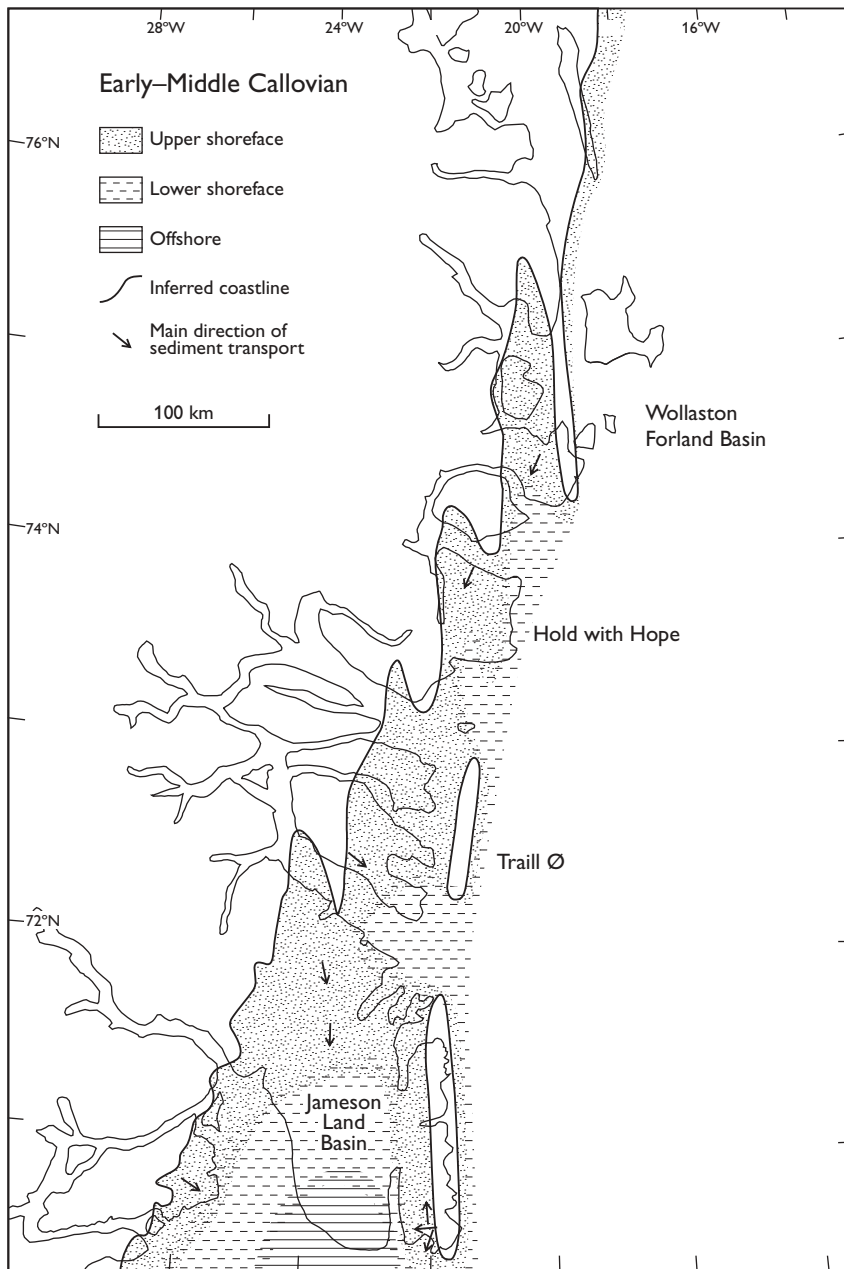 28°W 24°W 20°W 16°W
Early–Middle Callovian
Upper shoreface
76°N
Lower shoreface
Offshore
Inferred coastline
Main direction of
sediment transport
100 km
Wollaston
Forland Basin
74°N
Hold with Hope
Traill Ø
72°N
Jameson
Land
Basin